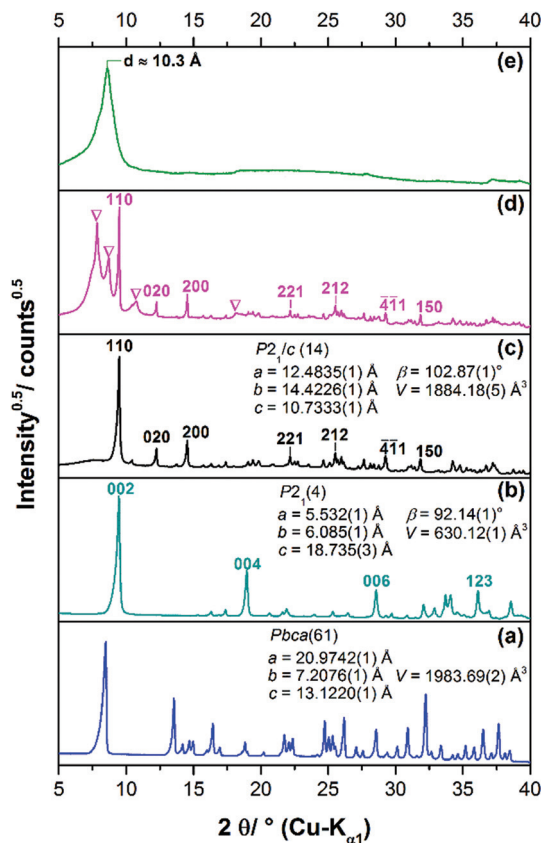 5 10 15 20 25 30 35 40
(e)
d ≈ 10.3 Å
(d)
110
020
200
221
212
4̅1̅1
150
(c)
110
P2₁/c (14)
a = 12.4835(1) Å β = 102.87(1)°
b = 14.4226(1) Å V = 1884.18(5) Å³
c = 10.7333(1) Å
020
200
221
212
4̅1̅1
150
(b)
002
P2₁(4)
a = 5.532(1) Å β = 92.14(1)°
b = 6.085(1) Å V = 630.12(1) Å³
c = 18.735(3) Å
004
006
123
(a)
Pbca(61)
a = 20.9742(1) Å
b = 7.2076(1) Å V = 1983.69(2) Å³
c = 13.1220(1) Å
5 10 15 20 25 30 35 40
2 θ/ ° (Cu-Kα1)
Intensity⁰·⁵/ counts⁰·⁵